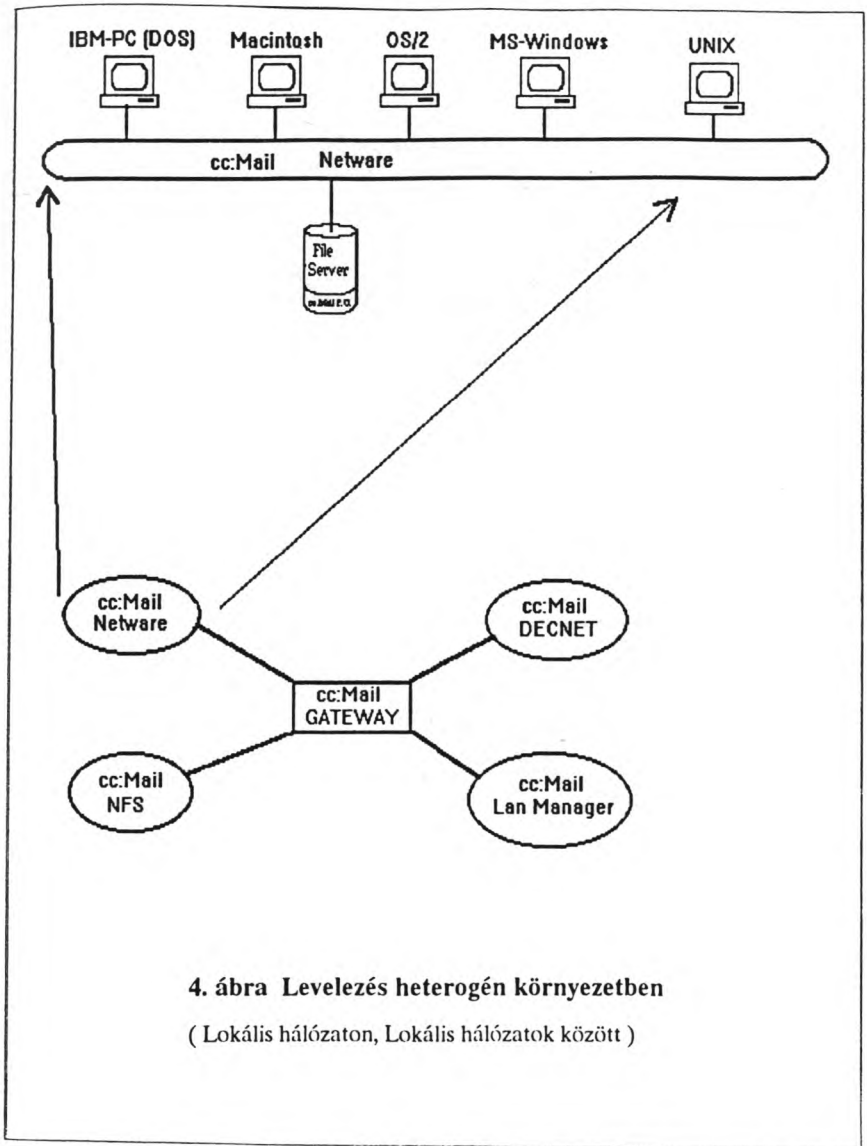 IBM-PC (DOS) Macintosh OS/2 MS-Windows UNIX
cc:Mail Netware
File
Server
cc:Mail
Netware
cc:Mail
DECNET
cc:Mail
GATEWAY
cc:Mail
NFS
cc:Mail
Lan Manager
4. ábra Levelezés heterogén környezetben
( Lokális hálózaton, Lokális hálózatok között )